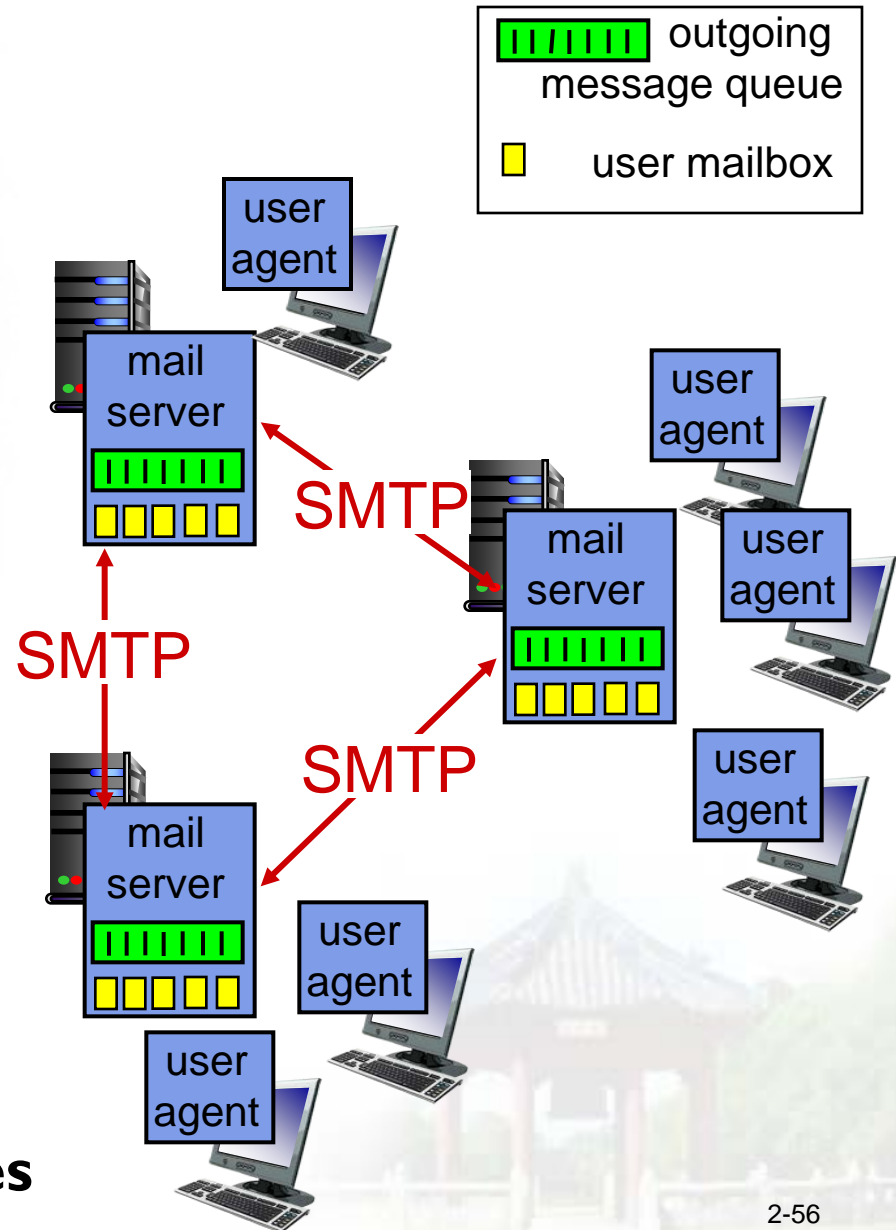 outgoing
message queue
user mailbox
user
agent
mail
server
user
agent
SMTP
mail
server
user
agent
SMTP
SMTP
user
agent
mail
server
user
agent
user
agent
es
2-56